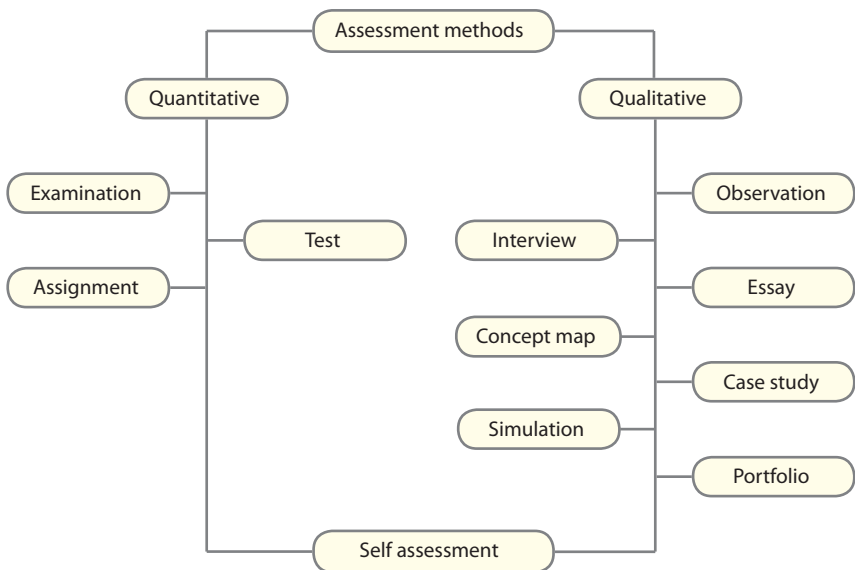 Assessment methods
Quantitative
Qualitative
Examination
Observation
Test
Interview
Assignment
Essay
Concept map
Case study
Simulation
Portfolio
Self assessment